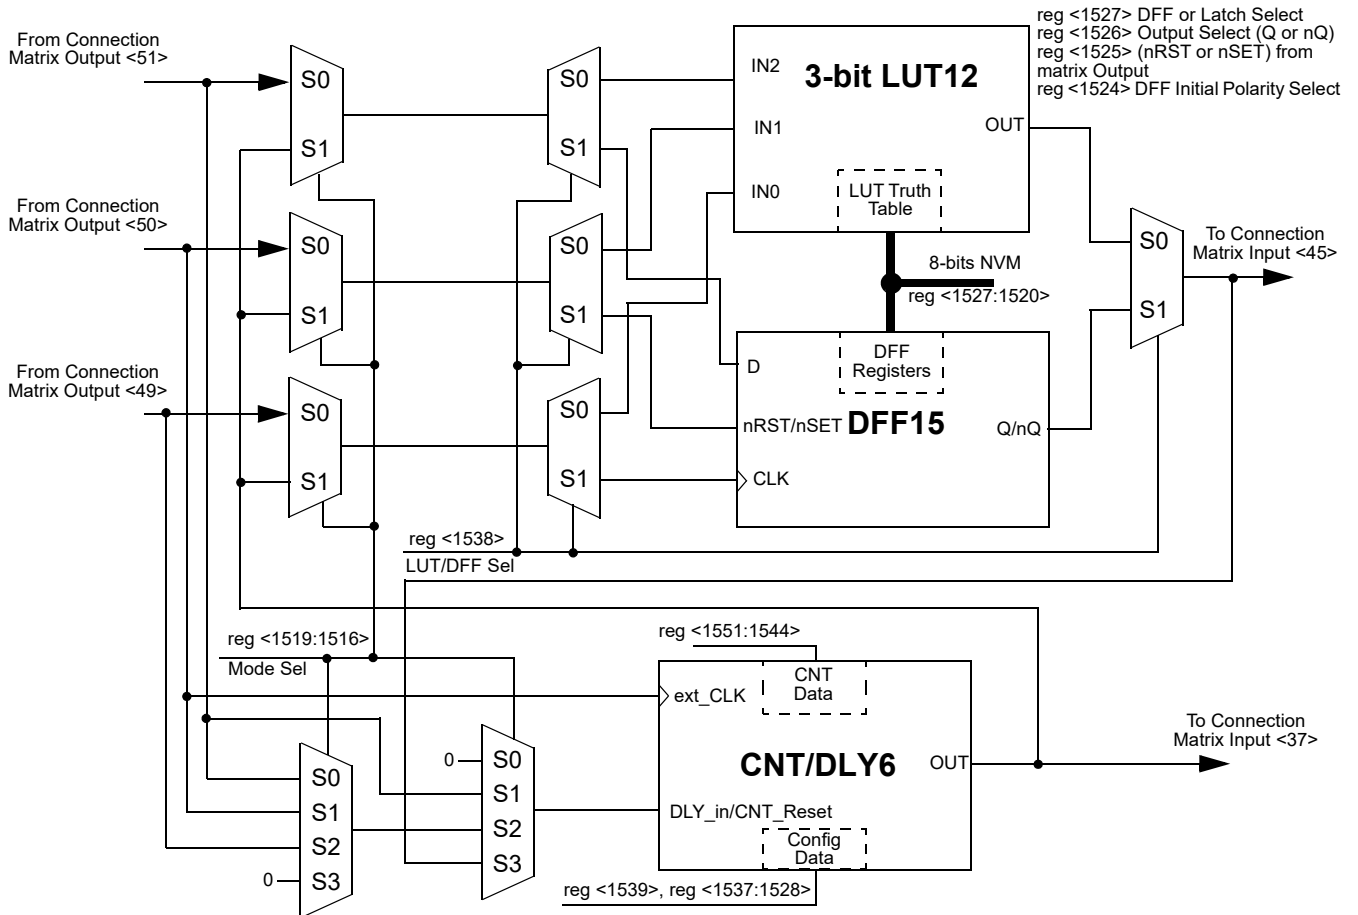 reg <1527> DFF or Latch Select
reg <1526> Output Select (Q or nQ)
reg <1525> (nRST or nSET) from
matrix Output
reg <1524> DFF Initial Polarity Select
From Connection
Matrix Output <51>
S0
S1
S0
S1
IN2
IN1
IN0
3-bit LUT12
OUT
LUT Truth
Table
From Connection
Matrix Output <50>
S0
S1
S0
S1
8-bits NVM
reg <1527:1520>
S0
S1
To Connection
Matrix Input <45>
From Connection
Matrix Output <49>
S0
S1
S0
S1
D
nRST/nSET
CLK
DFF
Registers
DFF15
Q/nQ
reg <1538>
LUT/DFF Sel
reg <1519:1516>
Mode Sel
reg <1551:1544>
CNT
Data
ext_CLK
CNT/DLY6
OUT
DLY_in/CNT_Reset
Config
Data
To Connection
Matrix Input <37>
0
S0
S1
S2
S3
S0
S1
S2
S3
0
reg <1539>, reg <1537:1528>